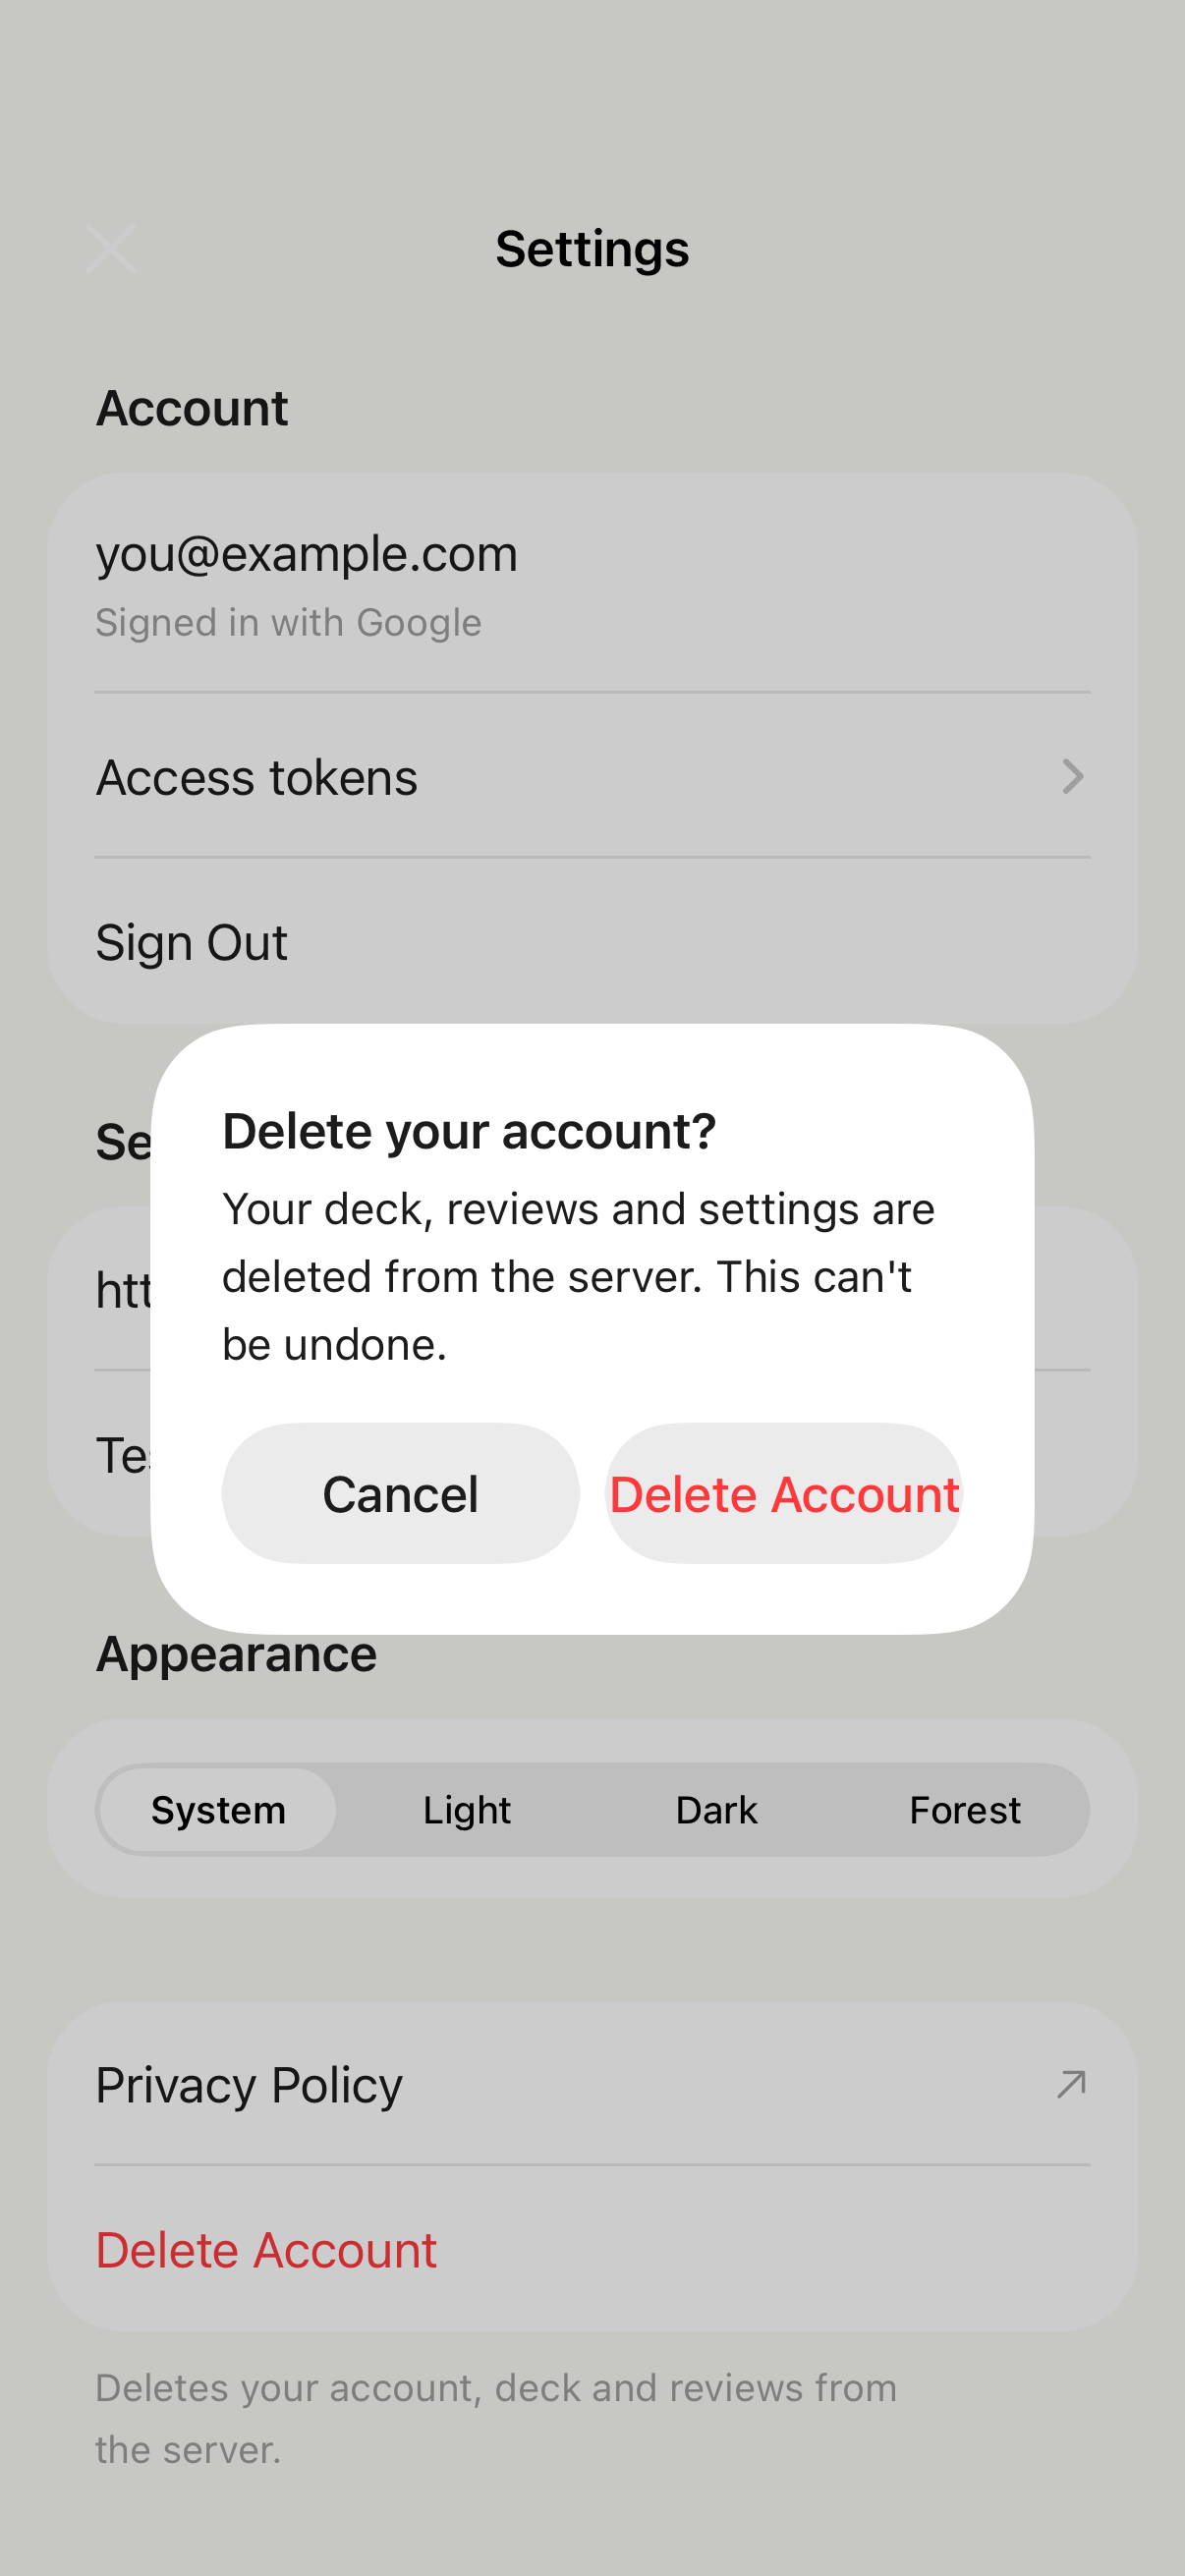 Settings
Account
you@example.com
Signed in with Google
Access tokens
Sign Out
Delete your account?
Your deck, reviews and settings are
deleted from the server. This can't
be undone.
Cancel
Delete Account
Appearance
System
Light
Dark
Forest
Privacy Policy
Delete Account
Deletes your account, deck and reviews from
the server.